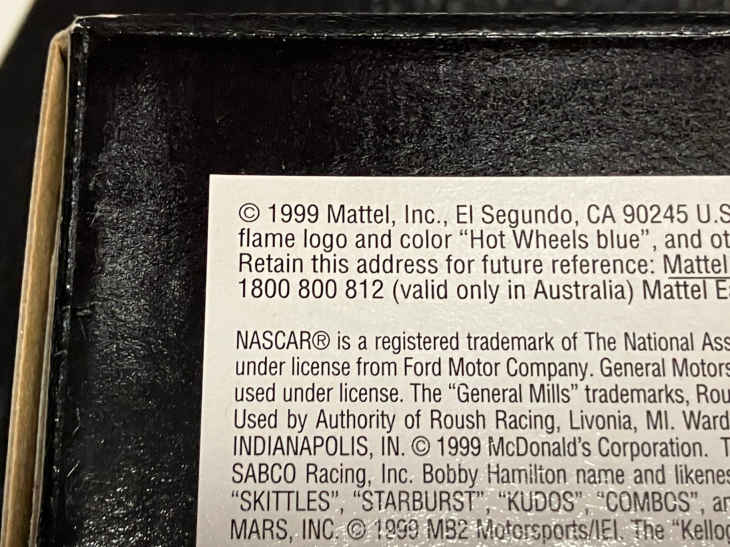 © 1999 Mattel, Inc., El Segundo, CA 90245 U.S
flame logo and color “Hot Wheels blue”, and ot
Retain this address for future reference: Mattel
1800 800 812 (valid only in Australia) Mattel E
NASCAR® is a registered trademark of The National Ass
under license from Ford Motor Company. General Motors
used under license. The “General Mills” trademarks, Rou
Used by Authority of Roush Racing, Livonia, MI. Ward
INDIANAPOLIS, IN. © 1999 McDonald’s Corporation. T
SABCO Racing, Inc. Bobby Hamilton name and likenes
“SKITTLES”, “STARBURST”, “KUDOS”, “COMBOS”, an
MARS, INC. © 1999 MB2 Motorsports/IEI. The “Kellog